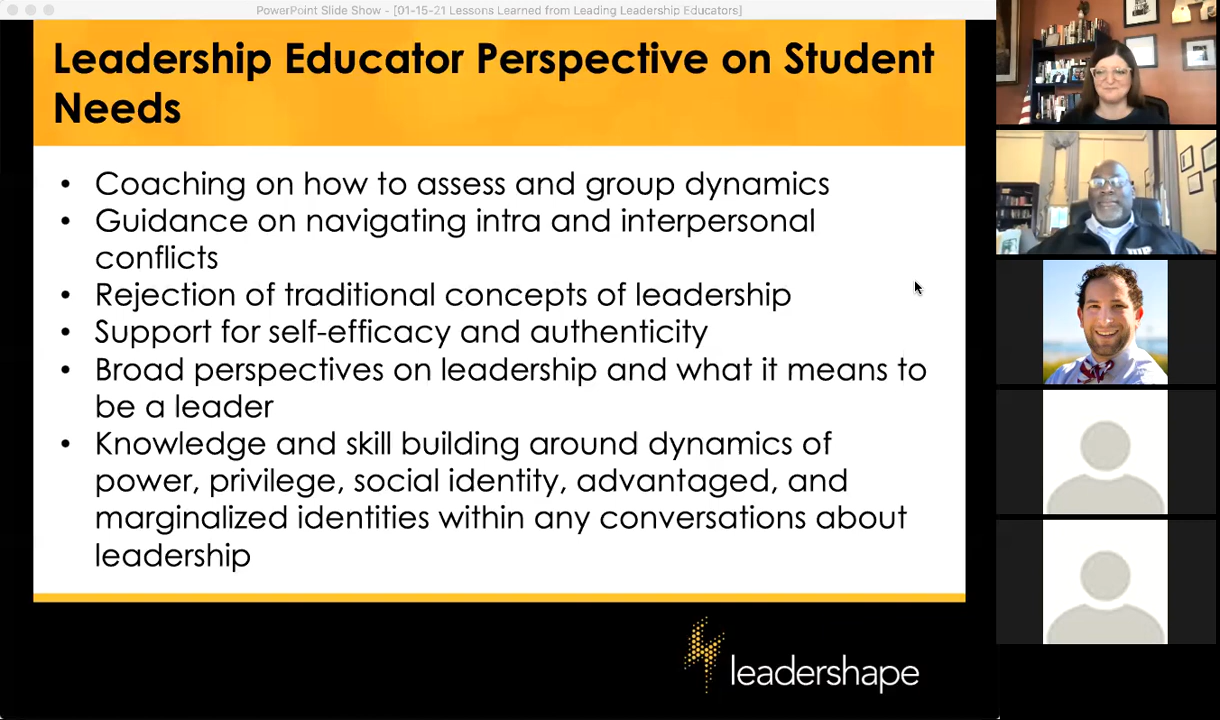 PowerPoint Slide Show - [01-15-21 Lessons Learned from Leading Leadership Educators]
Leadership Educator Perspective on Student
Needs
• Coaching on how to assess and group dynamics
• Guidance on navigating intra and interpersonal
conflicts
• Rejection of traditional concepts of leadership
• Support for self-efficacy and authenticity
• Broad perspectives on leadership and what it means to
be a leader
• Knowledge and skill building around dynamics of
power, privilege, social identity, advantaged, and
marginalized identities within any conversations about
leadership
leadershape